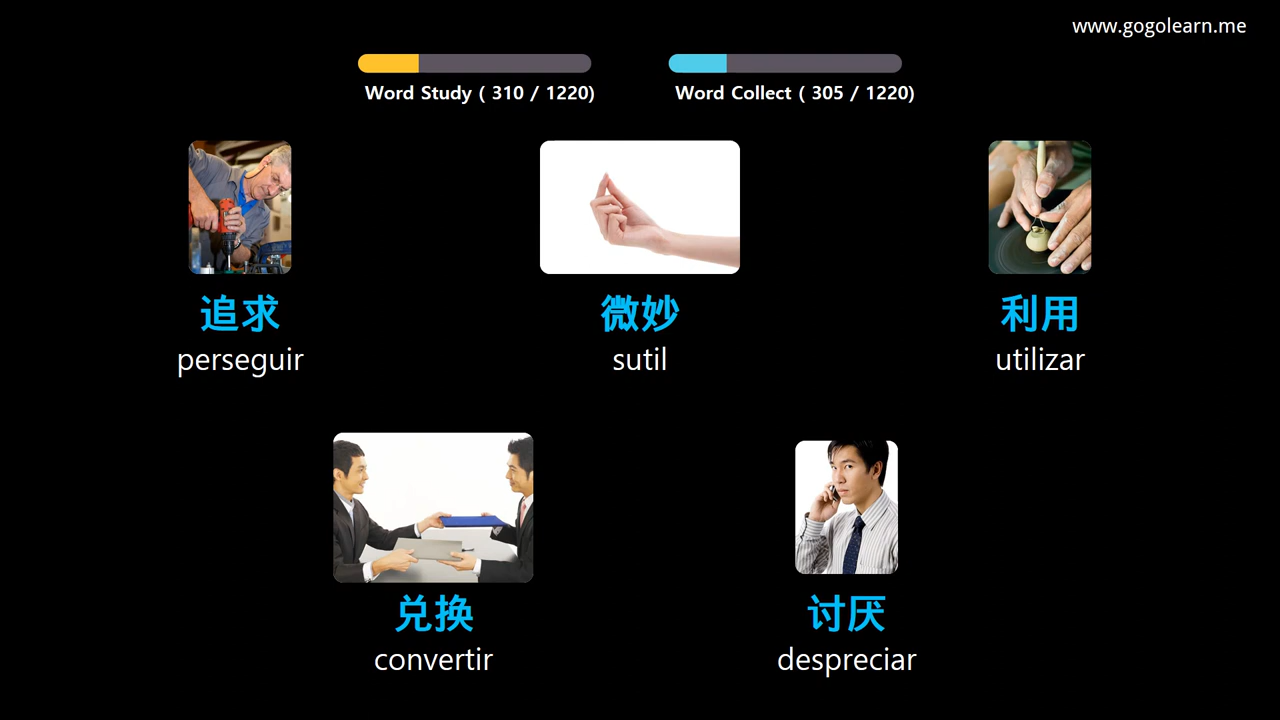 www.gogolearn.me
Word Study ( 310 / 1220)
Word Collect ( 305 / 1220)
追求
perseguir
微妙
sutil
利用
utilizar
兑换
convertir
讨厌
despreciar